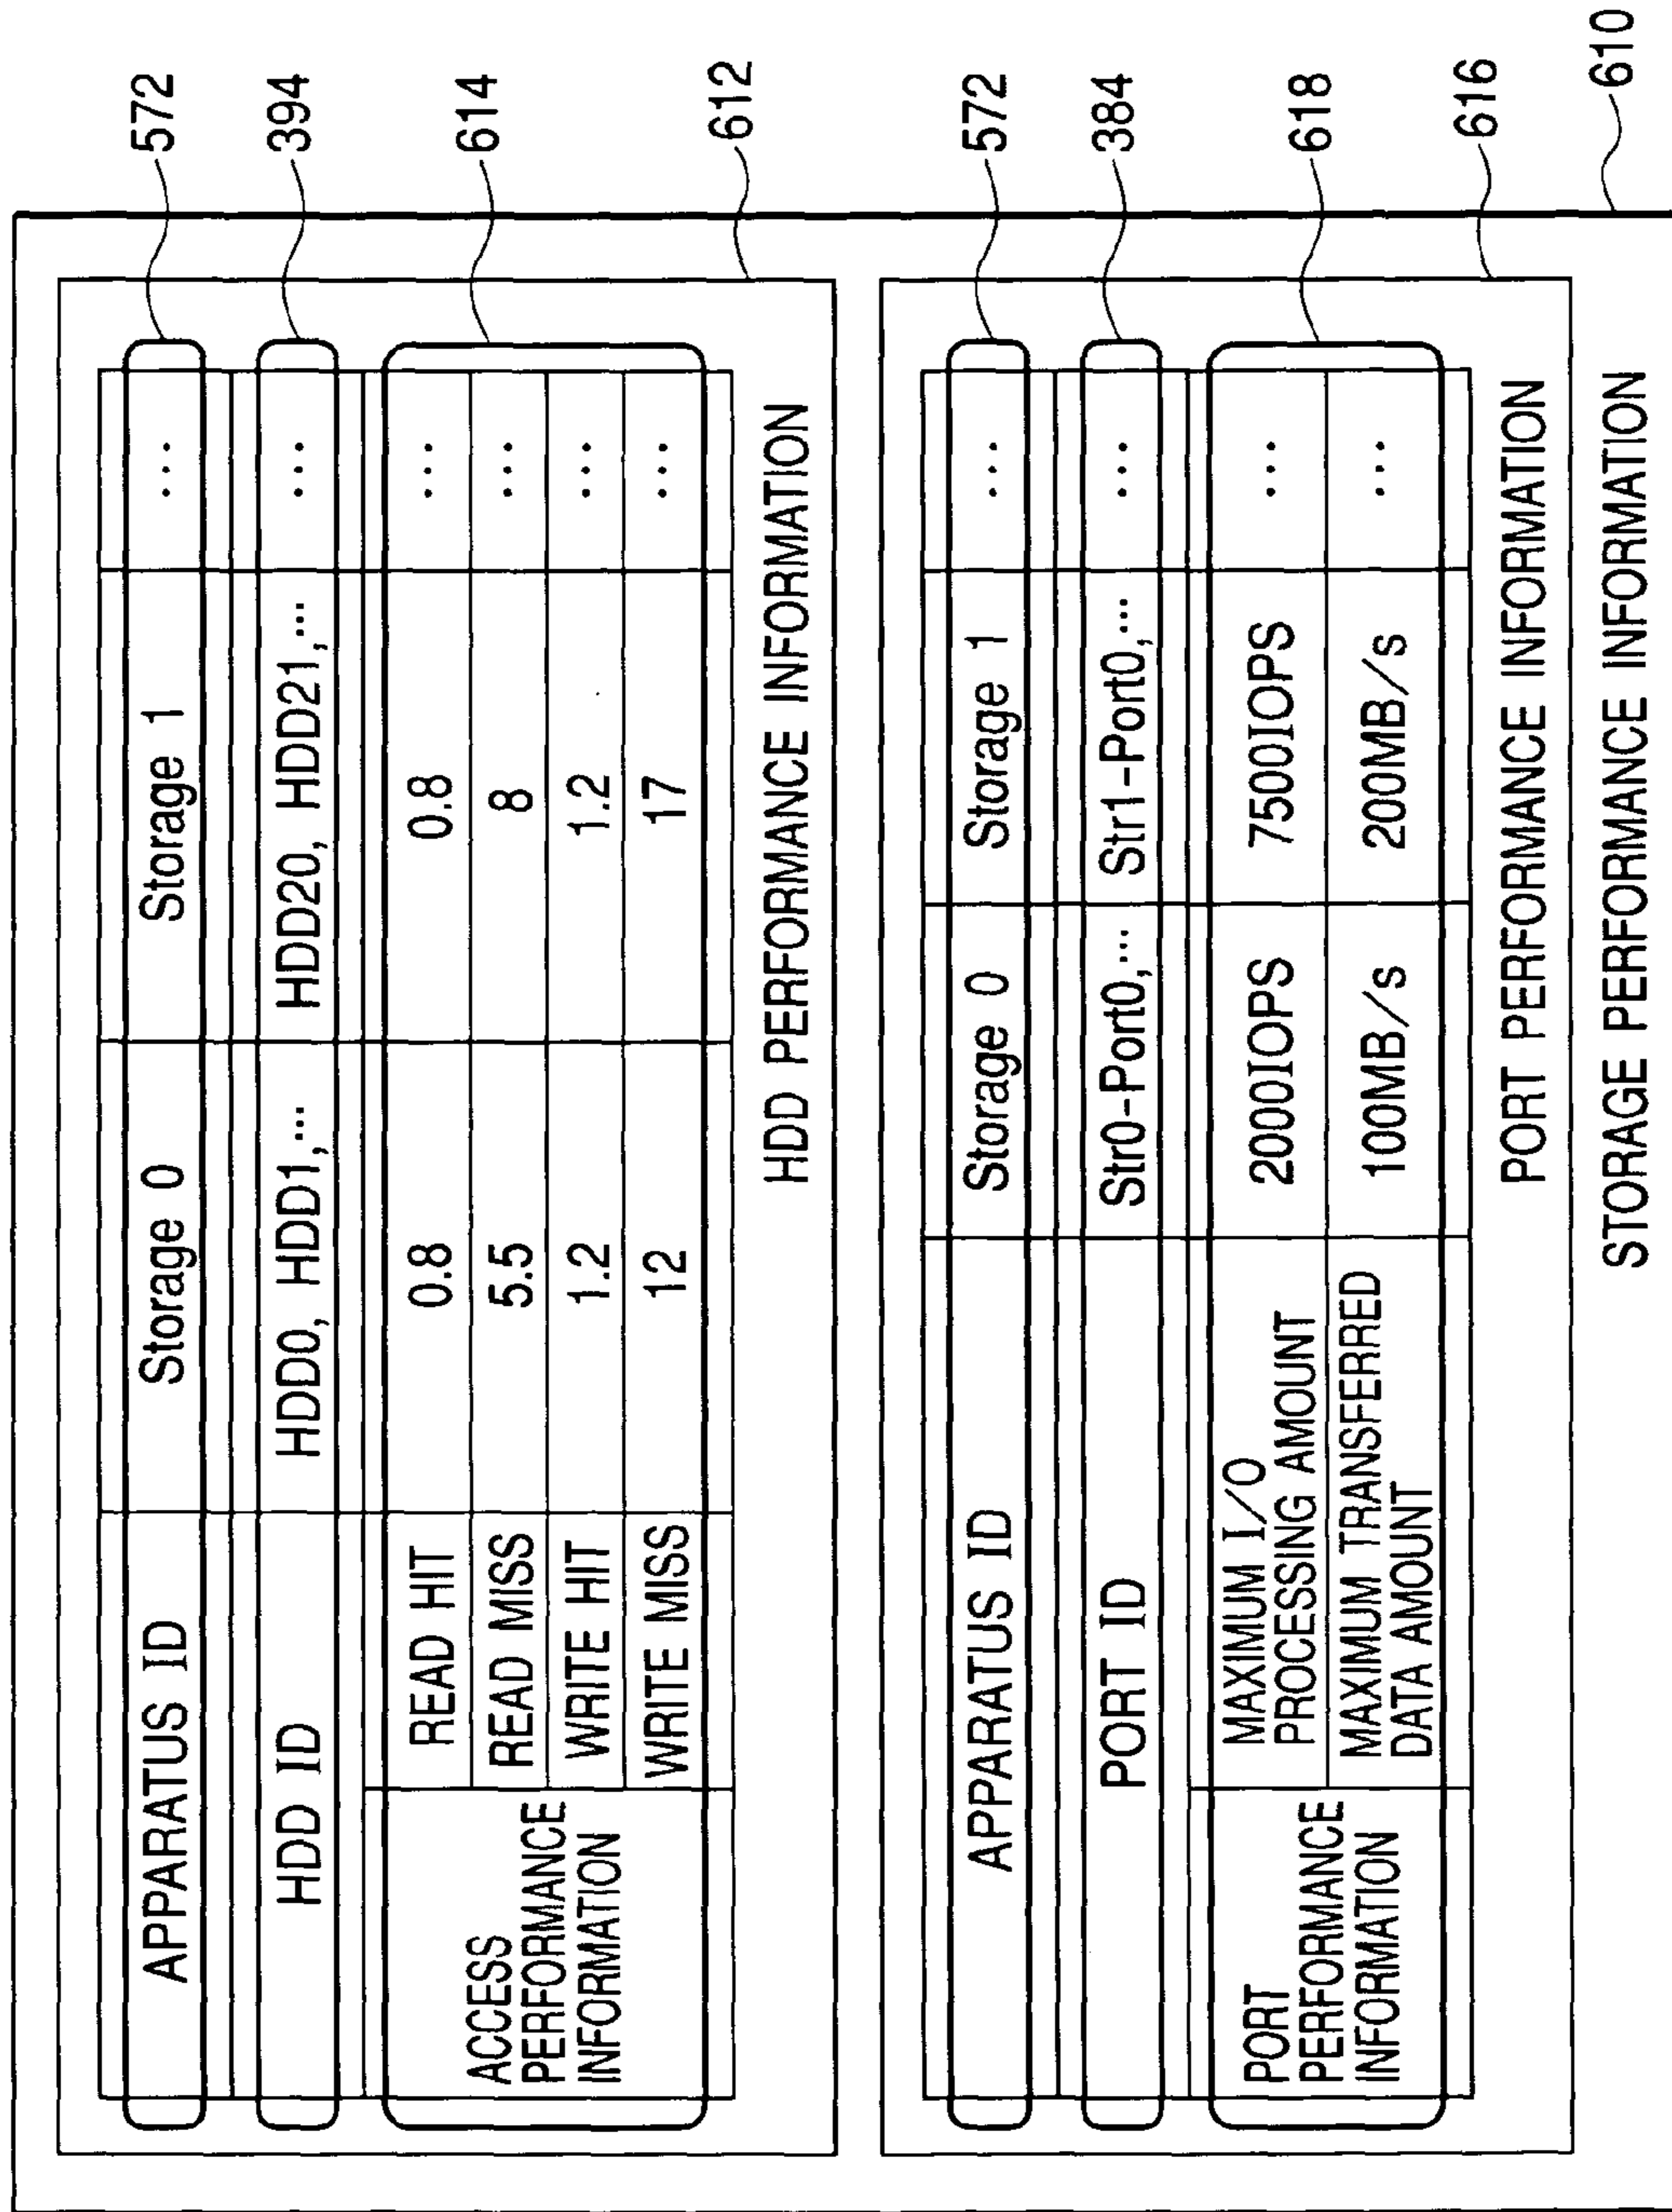 APPARATUS ID Storage 0 Storage 1 ... 572
HDD ID HDD0, HDD1,... HDD20, HDD21,... ... 394
ACCESS
PERFORMANCE
INFORMATION
READ HIT 0.8 0.8 ... 614
READ MISS 5.5 8 ...
WRITE HIT 1.2 1.2 ...
WRITE MISS 12 17 ...
HDD PERFORMANCE INFORMATION 612
APPARATUS ID Storage 0 Storage 1 ... 572
PORT ID Str0-Port0,... Str1-Port0,... ... 384
PORT
PERFORMANCE
INFORMATION
MAXIMUM I/O
PROCESSING AMOUNT
2000IOPS 7500IOPS ... 618
MAXIMUM TRANSFERRED
DATA AMOUNT
100MB/s 200MB/s ...
PORT PERFORMANCE INFORMATION 616
STORAGE PERFORMANCE INFORMATION 610